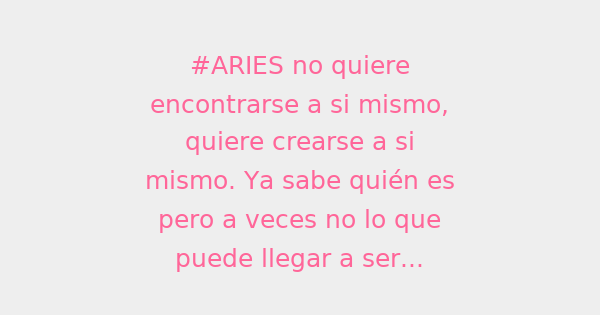 #ARIES no quiere
encontrarse a si mismo,
quiere crearse a si
mismo. Ya sabe quién es
pero a veces no lo que
puede llegar a ser...